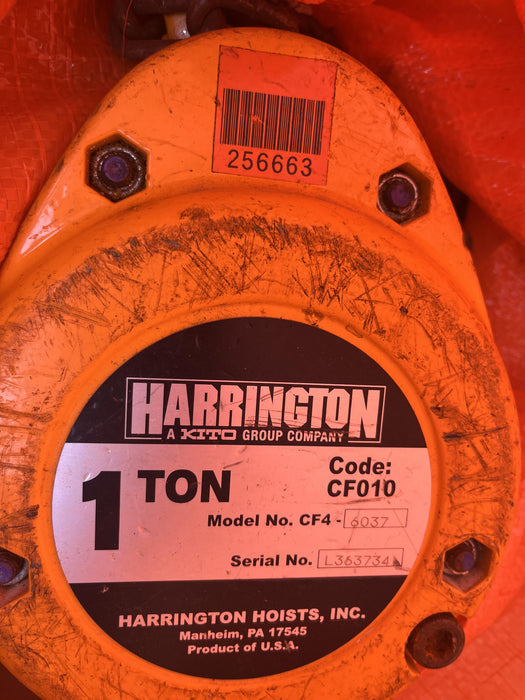 256663
HARRINGTON
A KITO GROUP COMPANY
1 TON
Code:
CF010
Model No. CF4 - 6037
Serial No. L363734
HARRINGTON HOISTS, INC.
Manheim, PA 17545
Product of U.S.A.